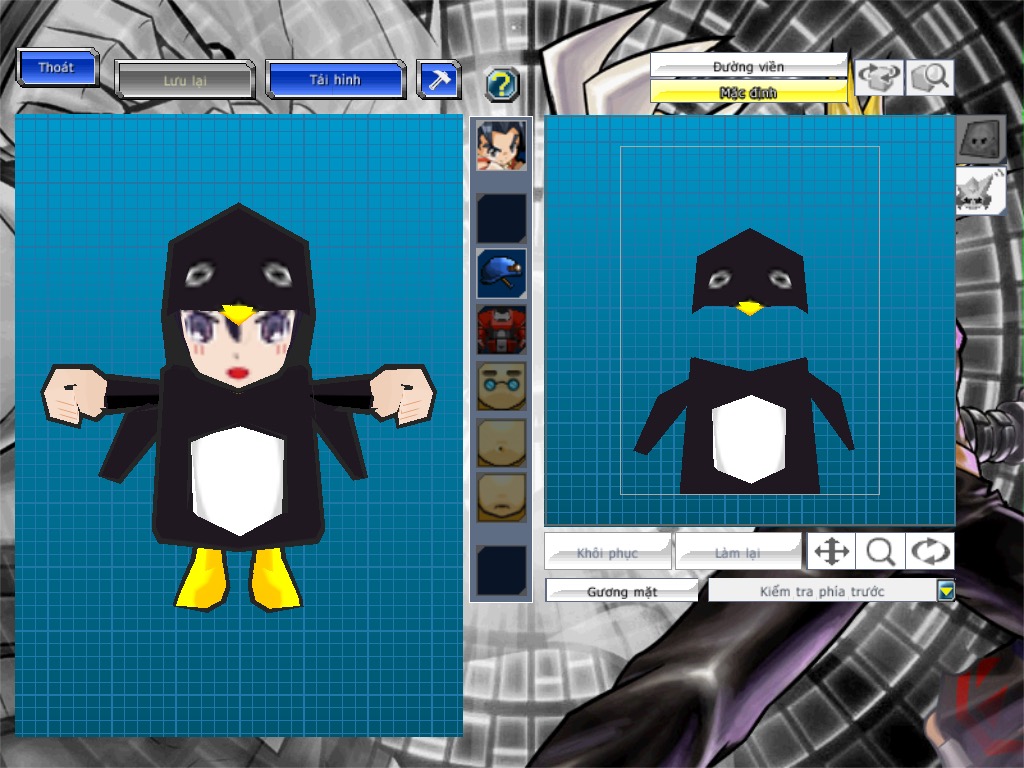 Thoát
Lưu lại
Tải hình
?
Đường viền
Mặc định
Khôi phục
Làm lại
Gương mặt
Kiểm tra phía trước